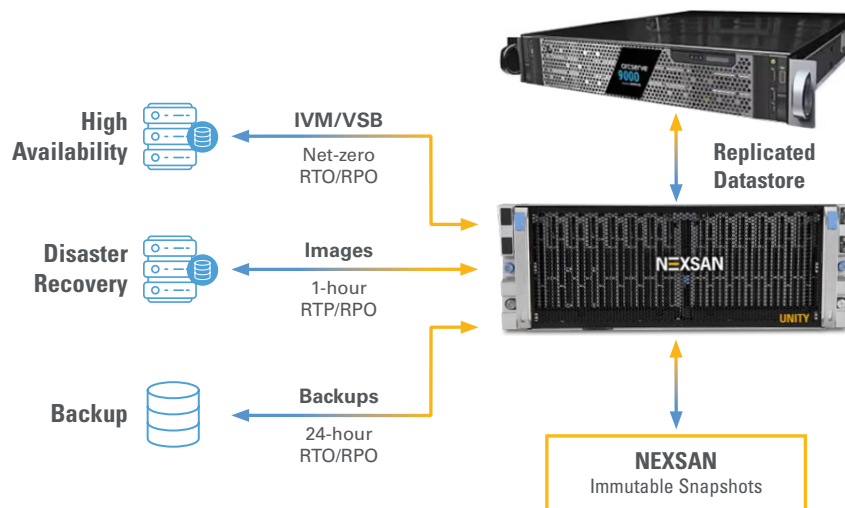 arcserve
9000
High
Availability
IVM/VSB
Net-zero
RTO/RPO
Replicated
Datastore
Disaster
Recovery
Images
1-hour
RTP/RPO
NEXSAN
UNITY
Backup
Backups
24-hour
RTO/RPO
NEXSAN
Immutable Snapshots